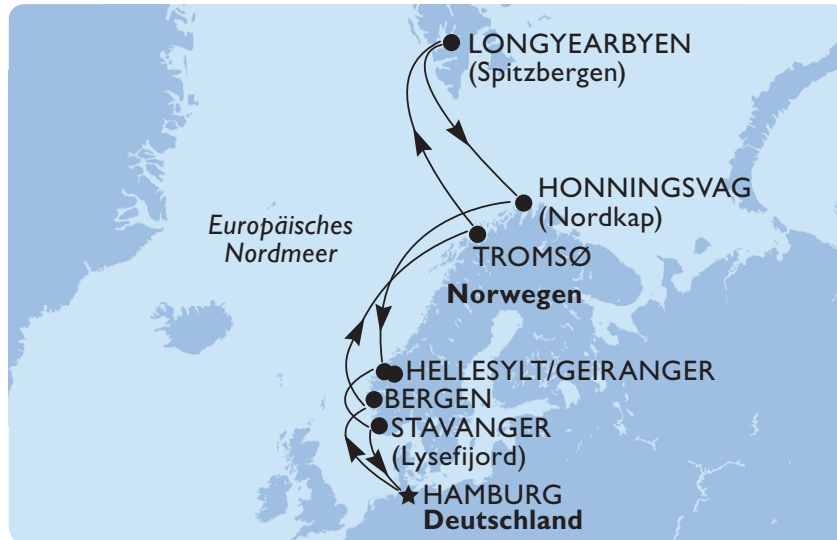 LONGYEARBYEN
(Spitzbergen)
HONNINGSVAG
(Nordkap)
Europäisches
Nordmeer
TROMSØ
Norwegen
HELLESYLT/GEIRANGER
BERGEN
STAVANGER
(Lysefijord)
HAMBURG
Deutschland